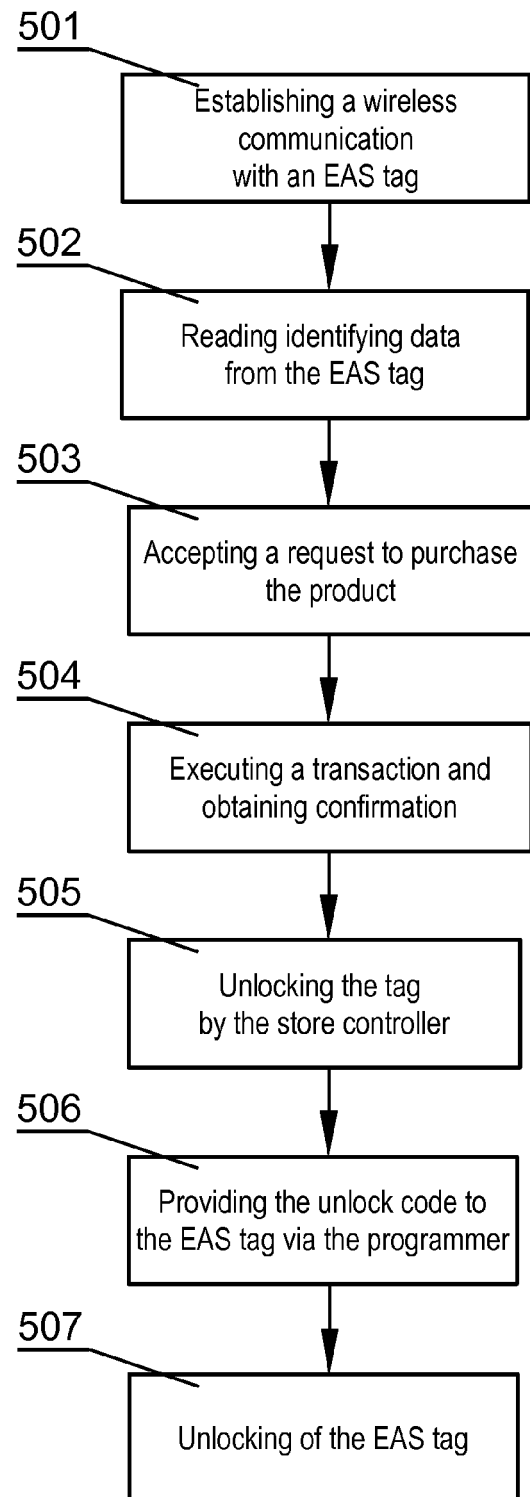 501
Establishing a wireless
communication
with an EAS tag
502
Reading identifying data
from the EAS tag
503
Accepting a request to purchase
the product
504
Executing a transaction and
obtaining confirmation
505
Unlocking the tag
by the store controller
506
Providing the unlock code to
the EAS tag via the programmer
507
Unlocking of the EAS tag